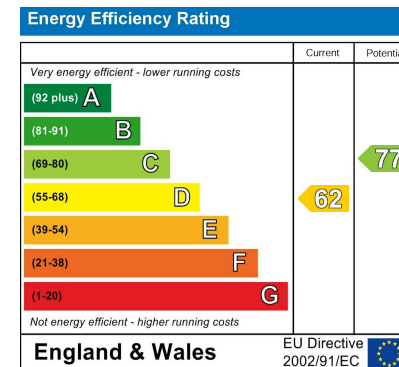 Energy Efficiency Rating
Current Potentia
Very energy efficient - lower running costs
(92 plus) A
(81-91) B
(69-80) C
77
(55-68) D
62
(39-54) E
(21-38) F
(1-20) G
Not energy efficient - higher running costs
England & Wales
EU Directive
2002/91/EC